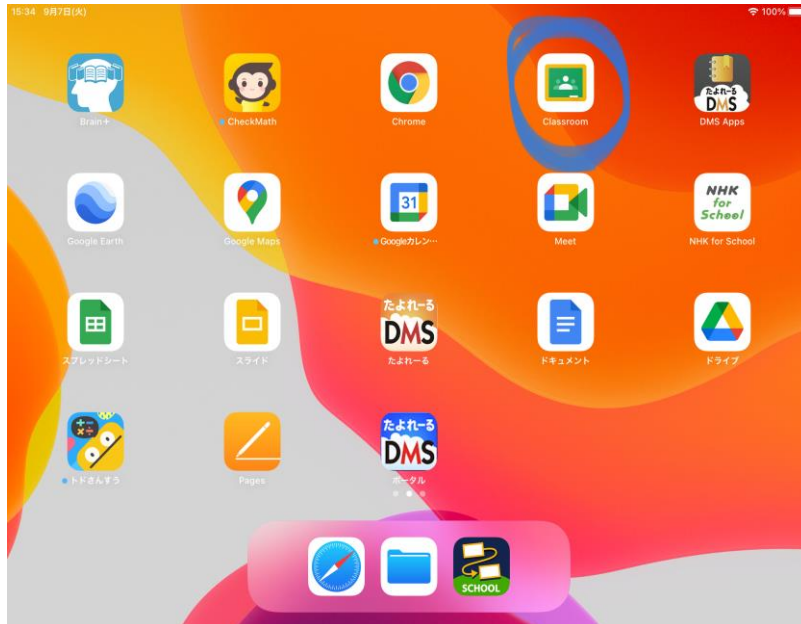 15:34 9月7日(火)
100%
Brain+
CheckMath
Chrome
Classroom
たよれーる
DMS
DMS Apps
Google Earth
Google Maps
31
Googleカレン…
Meet
NHK
for
School
NHK for School
スプレッドシート
スライド
たよれーる
DMS
たよれーる
ドキュメント
ドライブ
トドさんすう
Pages
たよれーる
DMS
ポータル
SCHOOL